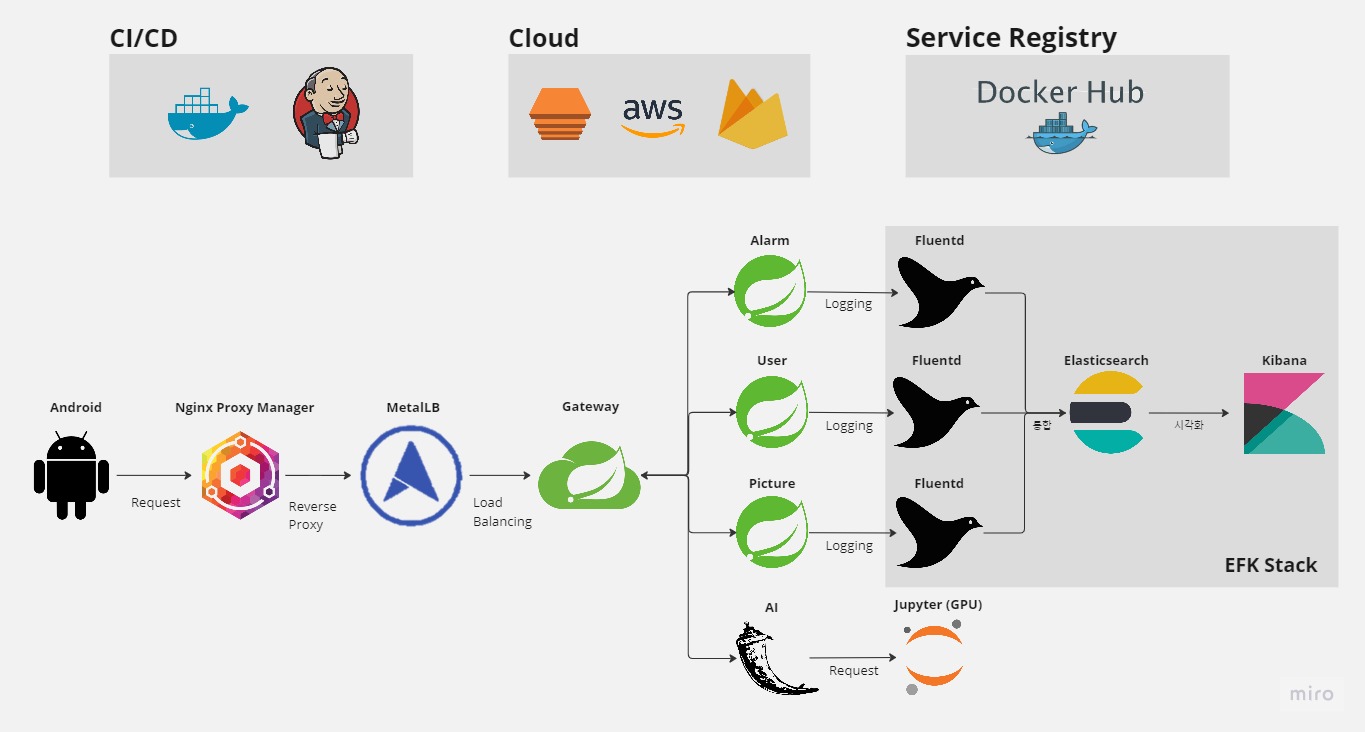 CI/CD
Cloud
Service Registry
aws
Docker Hub
Alarm
Fluentd
Logging
User
Fluentd
Elasticsearch
Kibana
Logging
통합
시각화
Android
Nginx Proxy Manager
MetalLB
Gateway
Request
Reverse
Proxy
Load
Balancing
Picture
Fluentd
Logging
EFK Stack
AI
Jupyter (GPU)
Request
miro